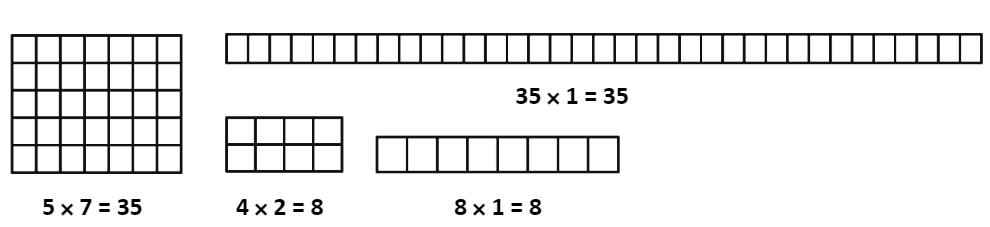 35 × 1 = 35
5 × 7 = 35
4 × 2 = 8
8 × 1 = 8